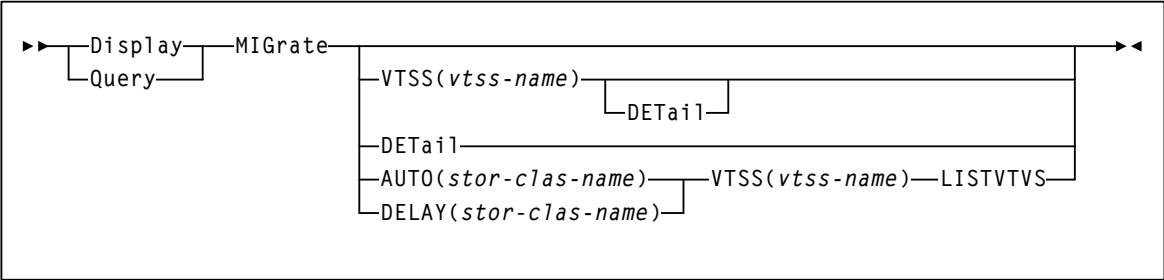 Display MIGrate
Query
VTSS(vtss-name)
DETail
DETail
AUTO(stor-clas-name) VTSS(vtss-name) LISTVTVS
DELAY(stor-clas-name)